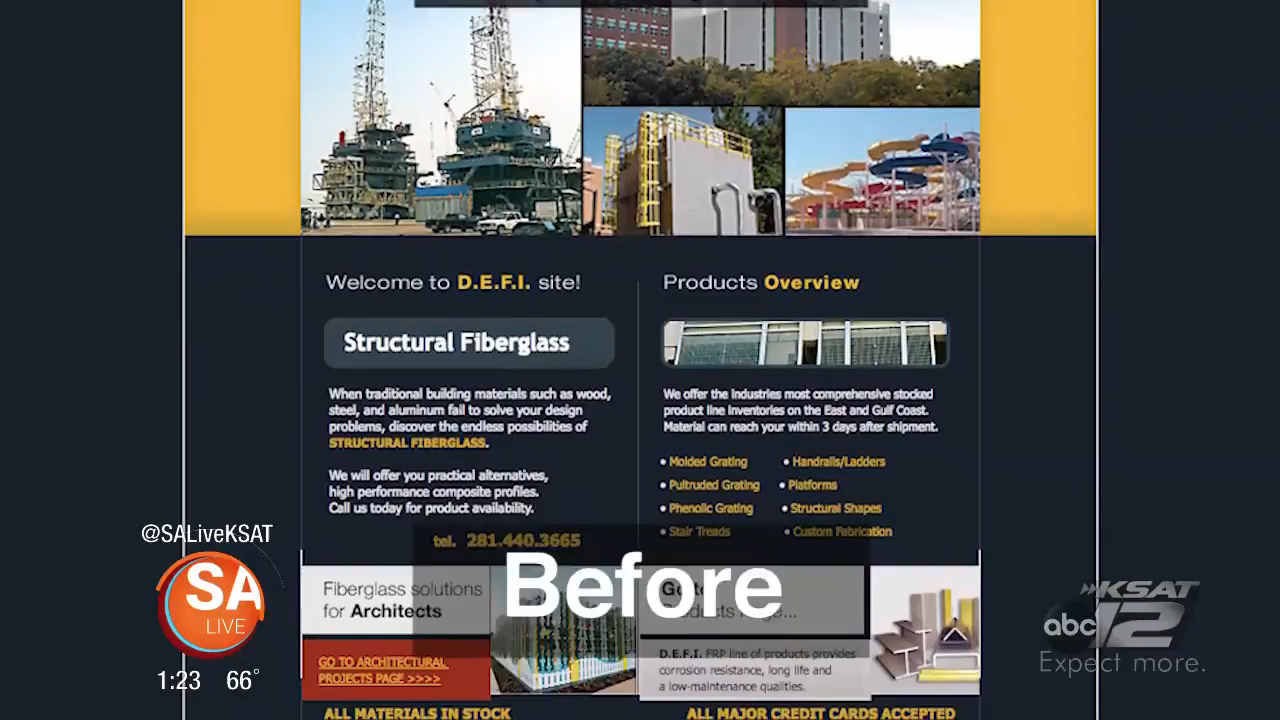 Welcome to D.E.F.I. site!
Structural Fiberglass
When traditional building materials such as wood,
steel, and aluminum fail to solve your design
problems, discover the endless possibilities of
STRUCTURAL FIBERGLASS.
We will offer you practical alternatives,
high performance composite profiles.
Call us today for product availability.
tel. 281.440.3665
Products Overview
We offer the industries most comprehensive stocked
product line inventories on the East and Gulf Coast.
Material can reach your within 3 days after shipment.
• Molded Grating
• Pultruded Grating
• Phenolic Grating
• Stair Treads
• Handrails/Ladders
• Platforms
• Structural Shapes
• Custom Fabrication
Before
Fiberglass solutions
for Architects
GO TO ARCHITECTURAL
PROJECTS PAGE >>>>
Go to
Page...
D.E.F.I. FRP line of products provides
corrosion resistance, long life and
a low-maintenance qualities.
ALL MATERIALS IN STOCK
ALL MAJOR CREDIT CARDS ACCEPTED
@SALiveKSAT
SA
LIVE
1:23 66°
KSAT
abc 12
Expect more.